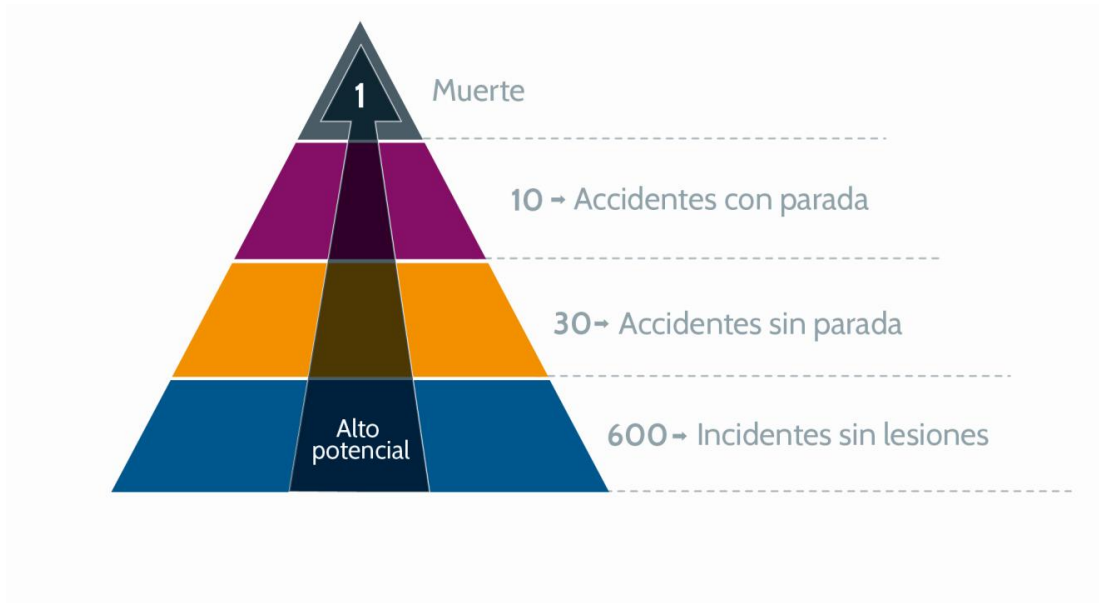 1
Muerte
10 → Accidentes con parada
30→ Accidentes sin parada
Alto
potencial
600→ Incidentes sin lesiones